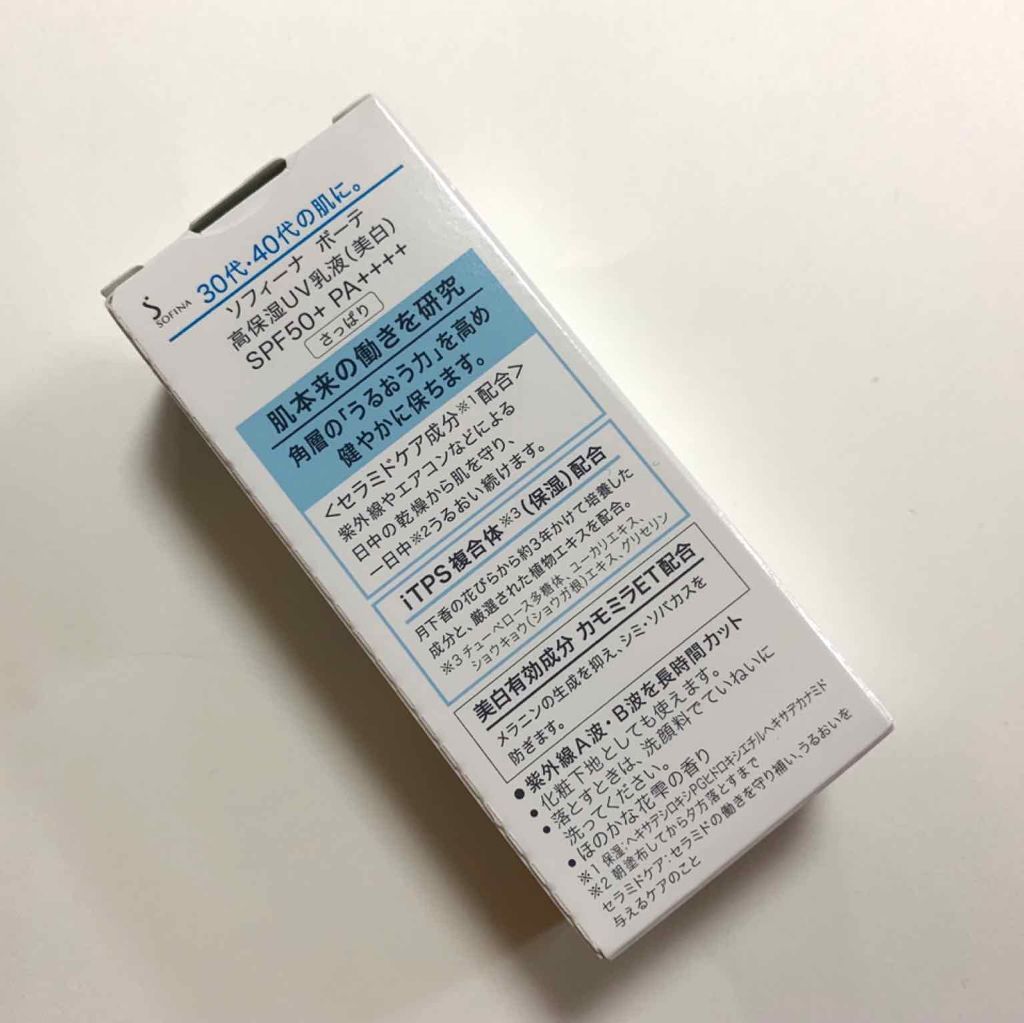 SOFINA
30代・40代の肌に。
ソフィーナ ボーテ
高保湿UV乳液(美白)
SPF50+ PA++++
さっぱり
肌本来の働きを研究
角層の「うるおう力」を高め
健やかに保ちます。
<セラミドケア成分※1配合>
紫外線やエアコンなどによる
日中の乾燥から肌を守り、
一日中※2うるおい続けます。
iTPS複合体※3(保湿)配合
月下香の花びらから約3年かけて培養した
成分と、厳選された植物エキスを配合。
※3 チューベロース多糖体、ユーカリエキス、
ショウキョウ(ショウガ根)エキス、グリセリン
美白有効成分 カモミラET配合
メラニンの生成を抑え、シミ・ソバカスを
防ぎます。
●紫外線A波・B波を長時間カット
●化粧下地としても使えます。
●落とすときは、洗顔料でていねいに
洗ってください。
●ほのかな花雫の香り
※1 保湿:ヘキサデシロキシPGヒドロキシエチルヘキサデカナミド
※2 朝塗布してから夕方落とすまで
セラミドケア:セラミドの働きを守り補い、うるおいを
与えるケアのこと